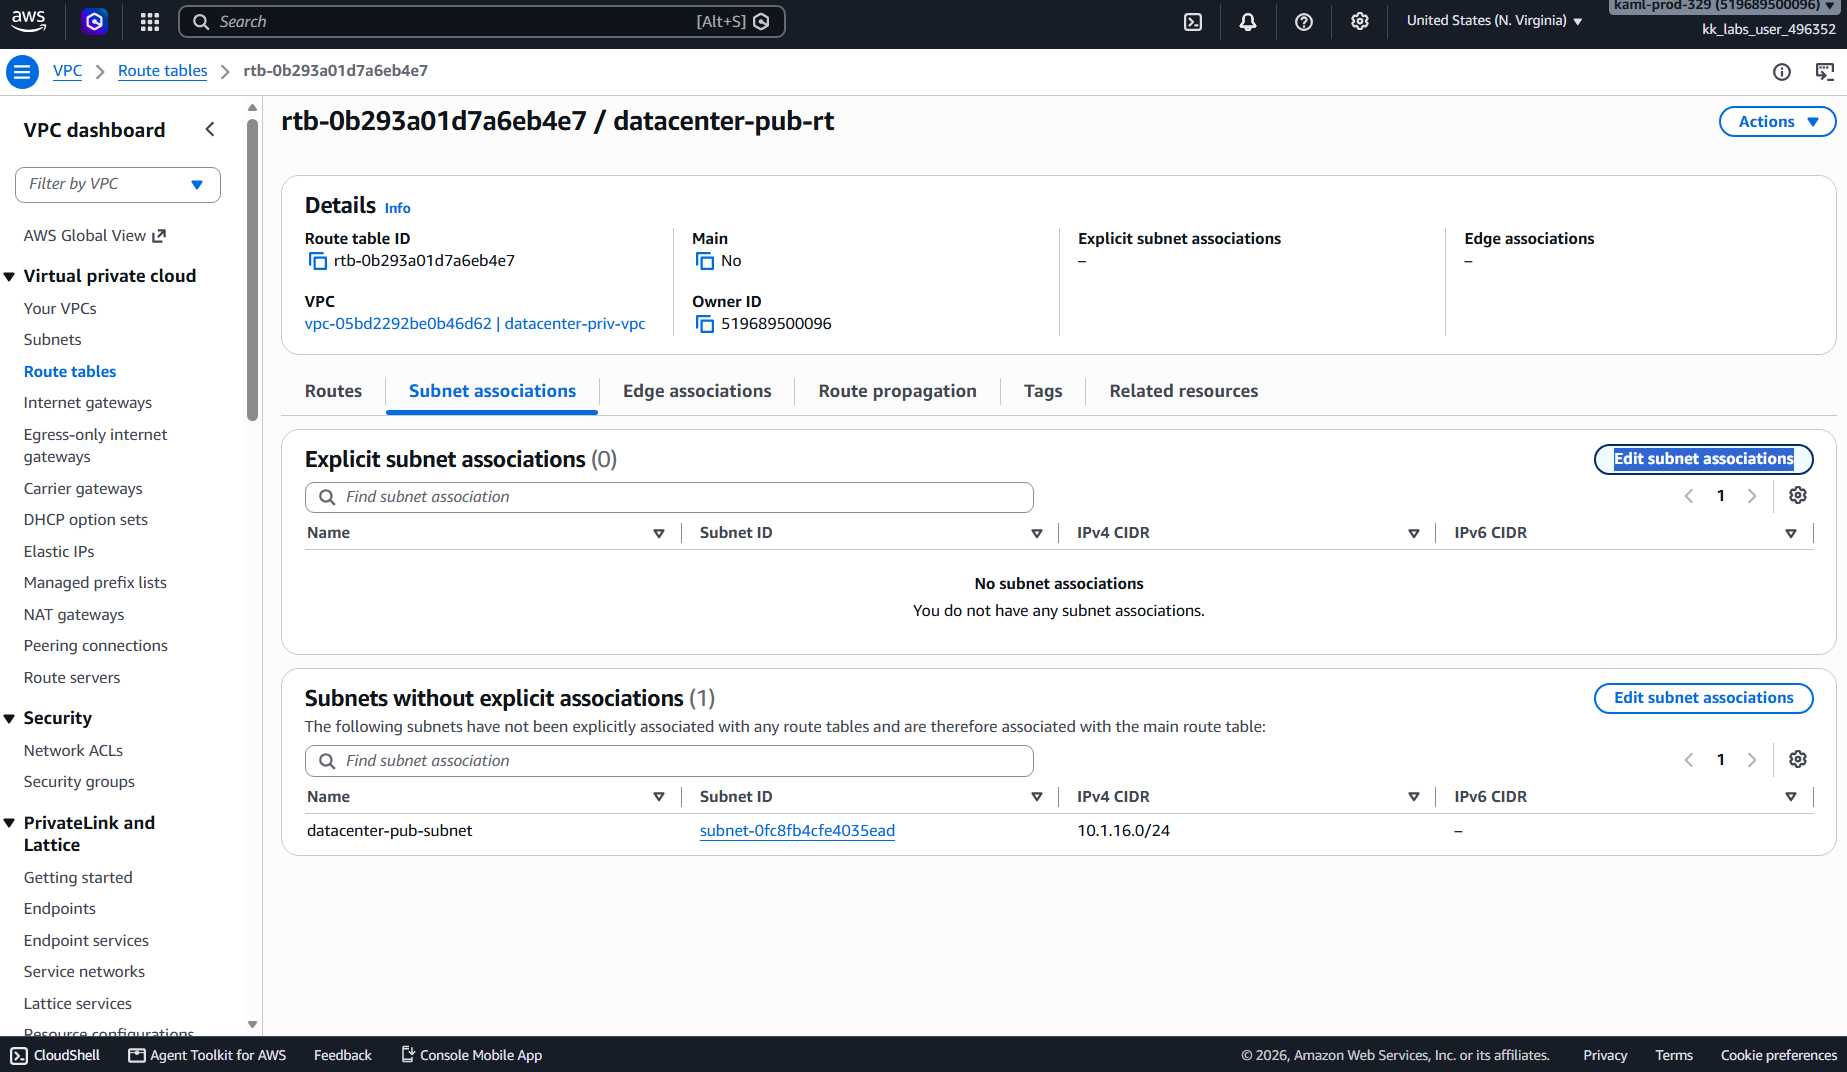 aws
Search
[Alt+S]
United States (N. Virginia)
kaml-prod-329 (519689500096)
kk_labs_user_496352
VPC
Route tables
rtb-0b293a01d7a6eb4e7
VPC dashboard
Filter by VPC
AWS Global View
Virtual private cloud
Your VPCs
Subnets
Route tables
Internet gateways
Egress-only internet
gateways
Carrier gateways
DHCP option sets
Elastic IPs
Managed prefix lists
NAT gateways
Peering connections
Route servers
Security
Network ACLs
Security groups
PrivateLink and
Lattice
Getting started
Endpoints
Endpoint services
Service networks
Lattice services
Resource configurations
rtb-0b293a01d7a6eb4e7 / datacenter-pub-rt
Actions
Details Info
Route table ID
rtb-0b293a01d7a6eb4e7
Main
No
Explicit subnet associations
–
Edge associations
–
VPC
vpc-05bd2292be0b46d62 | datacenter-priv-vpc
Owner ID
519689500096
Routes
Subnet associations
Edge associations
Route propagation
Tags
Related resources
Explicit subnet associations (0)
Edit subnet associations
Find subnet association
1
Name
Subnet ID
IPv4 CIDR
IPv6 CIDR
No subnet associations
You do not have any subnet associations.
Subnets without explicit associations (1)
Edit subnet associations
The following subnets have not been explicitly associated with any route tables and are therefore associated with the main route table:
Find subnet association
1
Name
Subnet ID
IPv4 CIDR
IPv6 CIDR
datacenter-pub-subnet
subnet-0fc8fb4cfe4035ead
10.1.16.0/24
–
CloudShell
Agent Toolkit for AWS
Feedback
Console Mobile App
© 2026, Amazon Web Services, Inc. or its affiliates.
Privacy
Terms
Cookie preferences